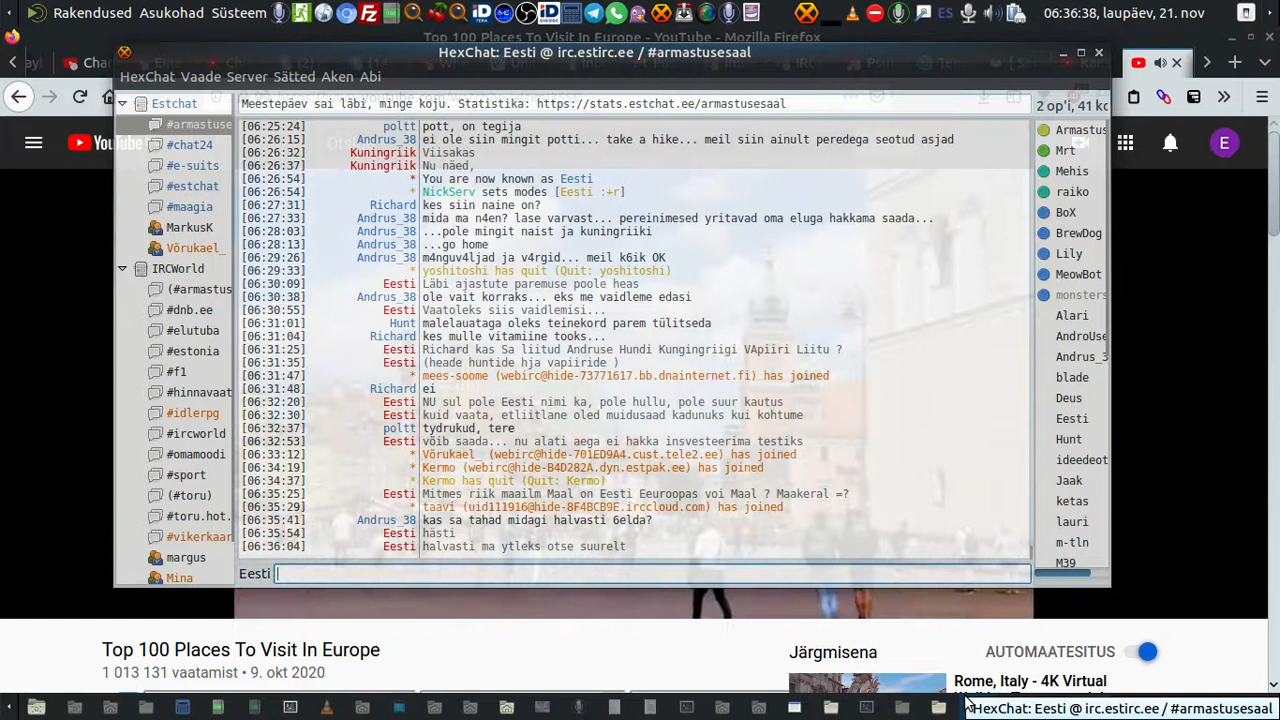 Rakendused Asukohad Süsteem
ES
06:36:38, laupäev, 21. nov
Top 100 Places To Visit In Europe - YouTube - Mozilla Firefox
HexChat: Eesti @ irc.estirc.ee / #armastusesaal
HexChat Vaade Server Sätted Aken Abi
Estchat
#armastuse
#chat24
#e-suits
#estchat
#maagia
MarkusK
Võrukael_
IRCWorld
(#armastus
#dnb.ee
#elutuba
#estonia
#f1
#hinnavaat
#idlerpg
#ircworld
#omamoodi
#sport
(#toru)
#toru.hot.
#vikerkaar
margus
Mina
Meestepäev sai läbi, minge koju. Statistika: https://stats.estchat.ee/armastusesaal
[06:25:24] poltt pott, on tegija
[06:26:15] Andrus_38 ei ole siin mingit potti... take a hike... meil siin ainult peredega seotud asjad
[06:26:32] Kuningriik Viisakas
[06:26:37] Kuningriik Nu näed,
[06:26:54] * You are now known as Eesti
[06:26:54] * NickServ sets modes [Eesti :+r]
[06:27:31] Richard kes siin naine on?
[06:27:33] Andrus_38 mida ma n4en? lase varvast... pereinimesed yritavad oma eluga hakkama saada...
[06:28:03] Andrus_38 ...pole mingit naist ja kuningriiki
[06:28:13] Andrus_38 ...go home
[06:29:26] Andrus_38 m4nguv4ljad ja v4rgid... meil k6ik OK
[06:29:33] * yoshitoshi has quit (Quit: yoshitoshi)
[06:30:09] Eesti Läbi ajastute paremuse poole heas
[06:30:38] Andrus_38 ole vait korraks... eks me vaidleme edasi
[06:30:55] Eesti Vaatoleks siis vaidlemisi...
[06:31:01] Hunt malelauataga oleks teinekord parem tülitseda
[06:31:04] Richard kes mulle vitamiine tooks...
[06:31:25] Eesti Richard kas Sa liitud Andruse Hundi Kungingriigi VApiiri Liitu ?
[06:31:35] Eesti (heade huntide hja vapiiride )
[06:31:47] * mees-soome (webirc@hide-73771617.bb.dnainternet.fi) has joined
[06:31:48] Richard ei
[06:32:20] Eesti NU sul pole Eesti nimi ka, pole hullu, pole suur kautus
[06:32:30] Eesti kuid vaata, etliitlane oled muidusaad kadunuks kui kohtume
[06:32:37] poltt tydrukud, tere
[06:32:53] Eesti võib saada... nu alati aega ei hakka insvesteerima testiks
[06:33:12] * Võrukael_ (webirc@hide-701ED9A4.cust.tele2.ee) has joined
[06:34:19] * Kermo (webirc@hide-B4D282A.dyn.estpak.ee) has joined
[06:34:37] * Kermo has quit (Quit: Kermo)
[06:35:25] Eesti Mitmes riik maailm Maal on Eesti Eeuroopas voi Maal ? Maakeral =?
[06:35:29] * taavi (uid111916@hide-8F4BCB9E.irccloud.com) has joined
[06:35:41] Andrus_38 kas sa tahad midagi halvasti 6elda?
[06:35:54] Eesti hästi
[06:36:04] Eesti halvasti ma ytleks otse suurelt
Eesti
2 op'i, 41 ko
Armastus
Mrt
Mehis
raiko
BoX
BrewDog
Lily
MeowBot
monsters
Alari
AndroUse
Andrus_3
blade
Deus
Eesti
Hunt
ideedeot
Jaak
ketas
lauri
m-tln
M39
E
Top 100 Places To Visit In Europe
1 013 131 vaatamist • 9. okt 2020
Järgmisena
AUTOMAATESITUS
Rome, Italy - 4K Virtual
HexChat: Eesti @ irc.estirc.ee / #armastusesaal